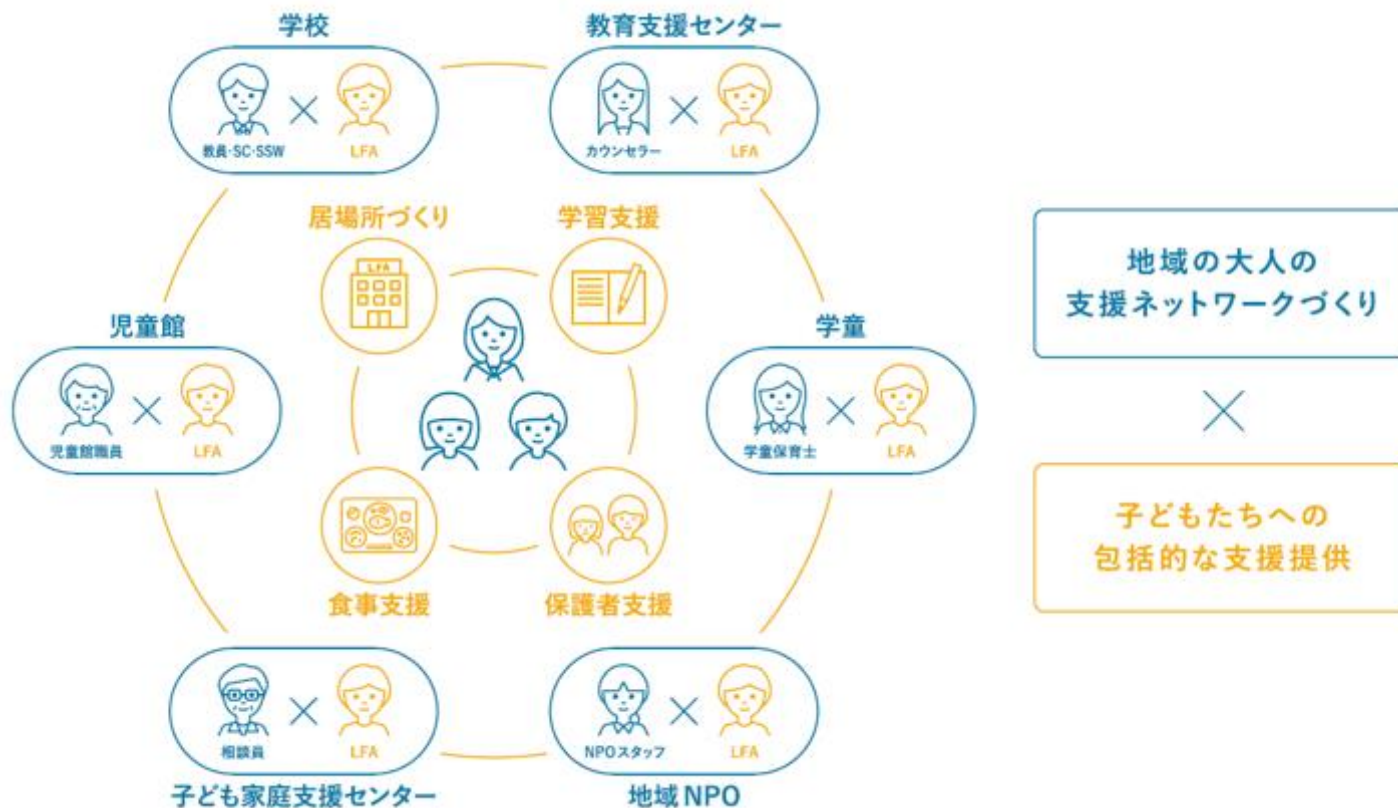 学校
教育支援センター
教員・SC・SSW
LFA
カウンセラー
LFA
居場所づくり
学習支援
LFA
児童館
児童館職員
LFA
学童
学童保育士
LFA
食事支援
保護者支援
相談員
LFA
NPOスタッフ
LFA
子ども家庭支援センター
地域NPO
地域の大人の
支援ネットワークづくり
子どもたちへの
包括的な支援提供